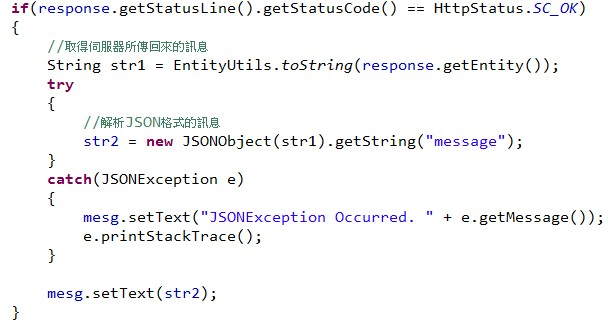 if(response.getStatusLine().getStatusCode() == HttpStatus.SC_OK)
{
//取得伺服器所傳回來的訊息
String str1 = EntityUtils.toString(response.getEntity());
try
{
//解析JSON格式的訊息
str2 = new JSONObject(str1).getString("message");
}
catch(JSONException e)
{
mesg.setText("JSONException Occurred. " + e.getMessage());
e.printStackTrace();
}
mesg.setText(str2);
}